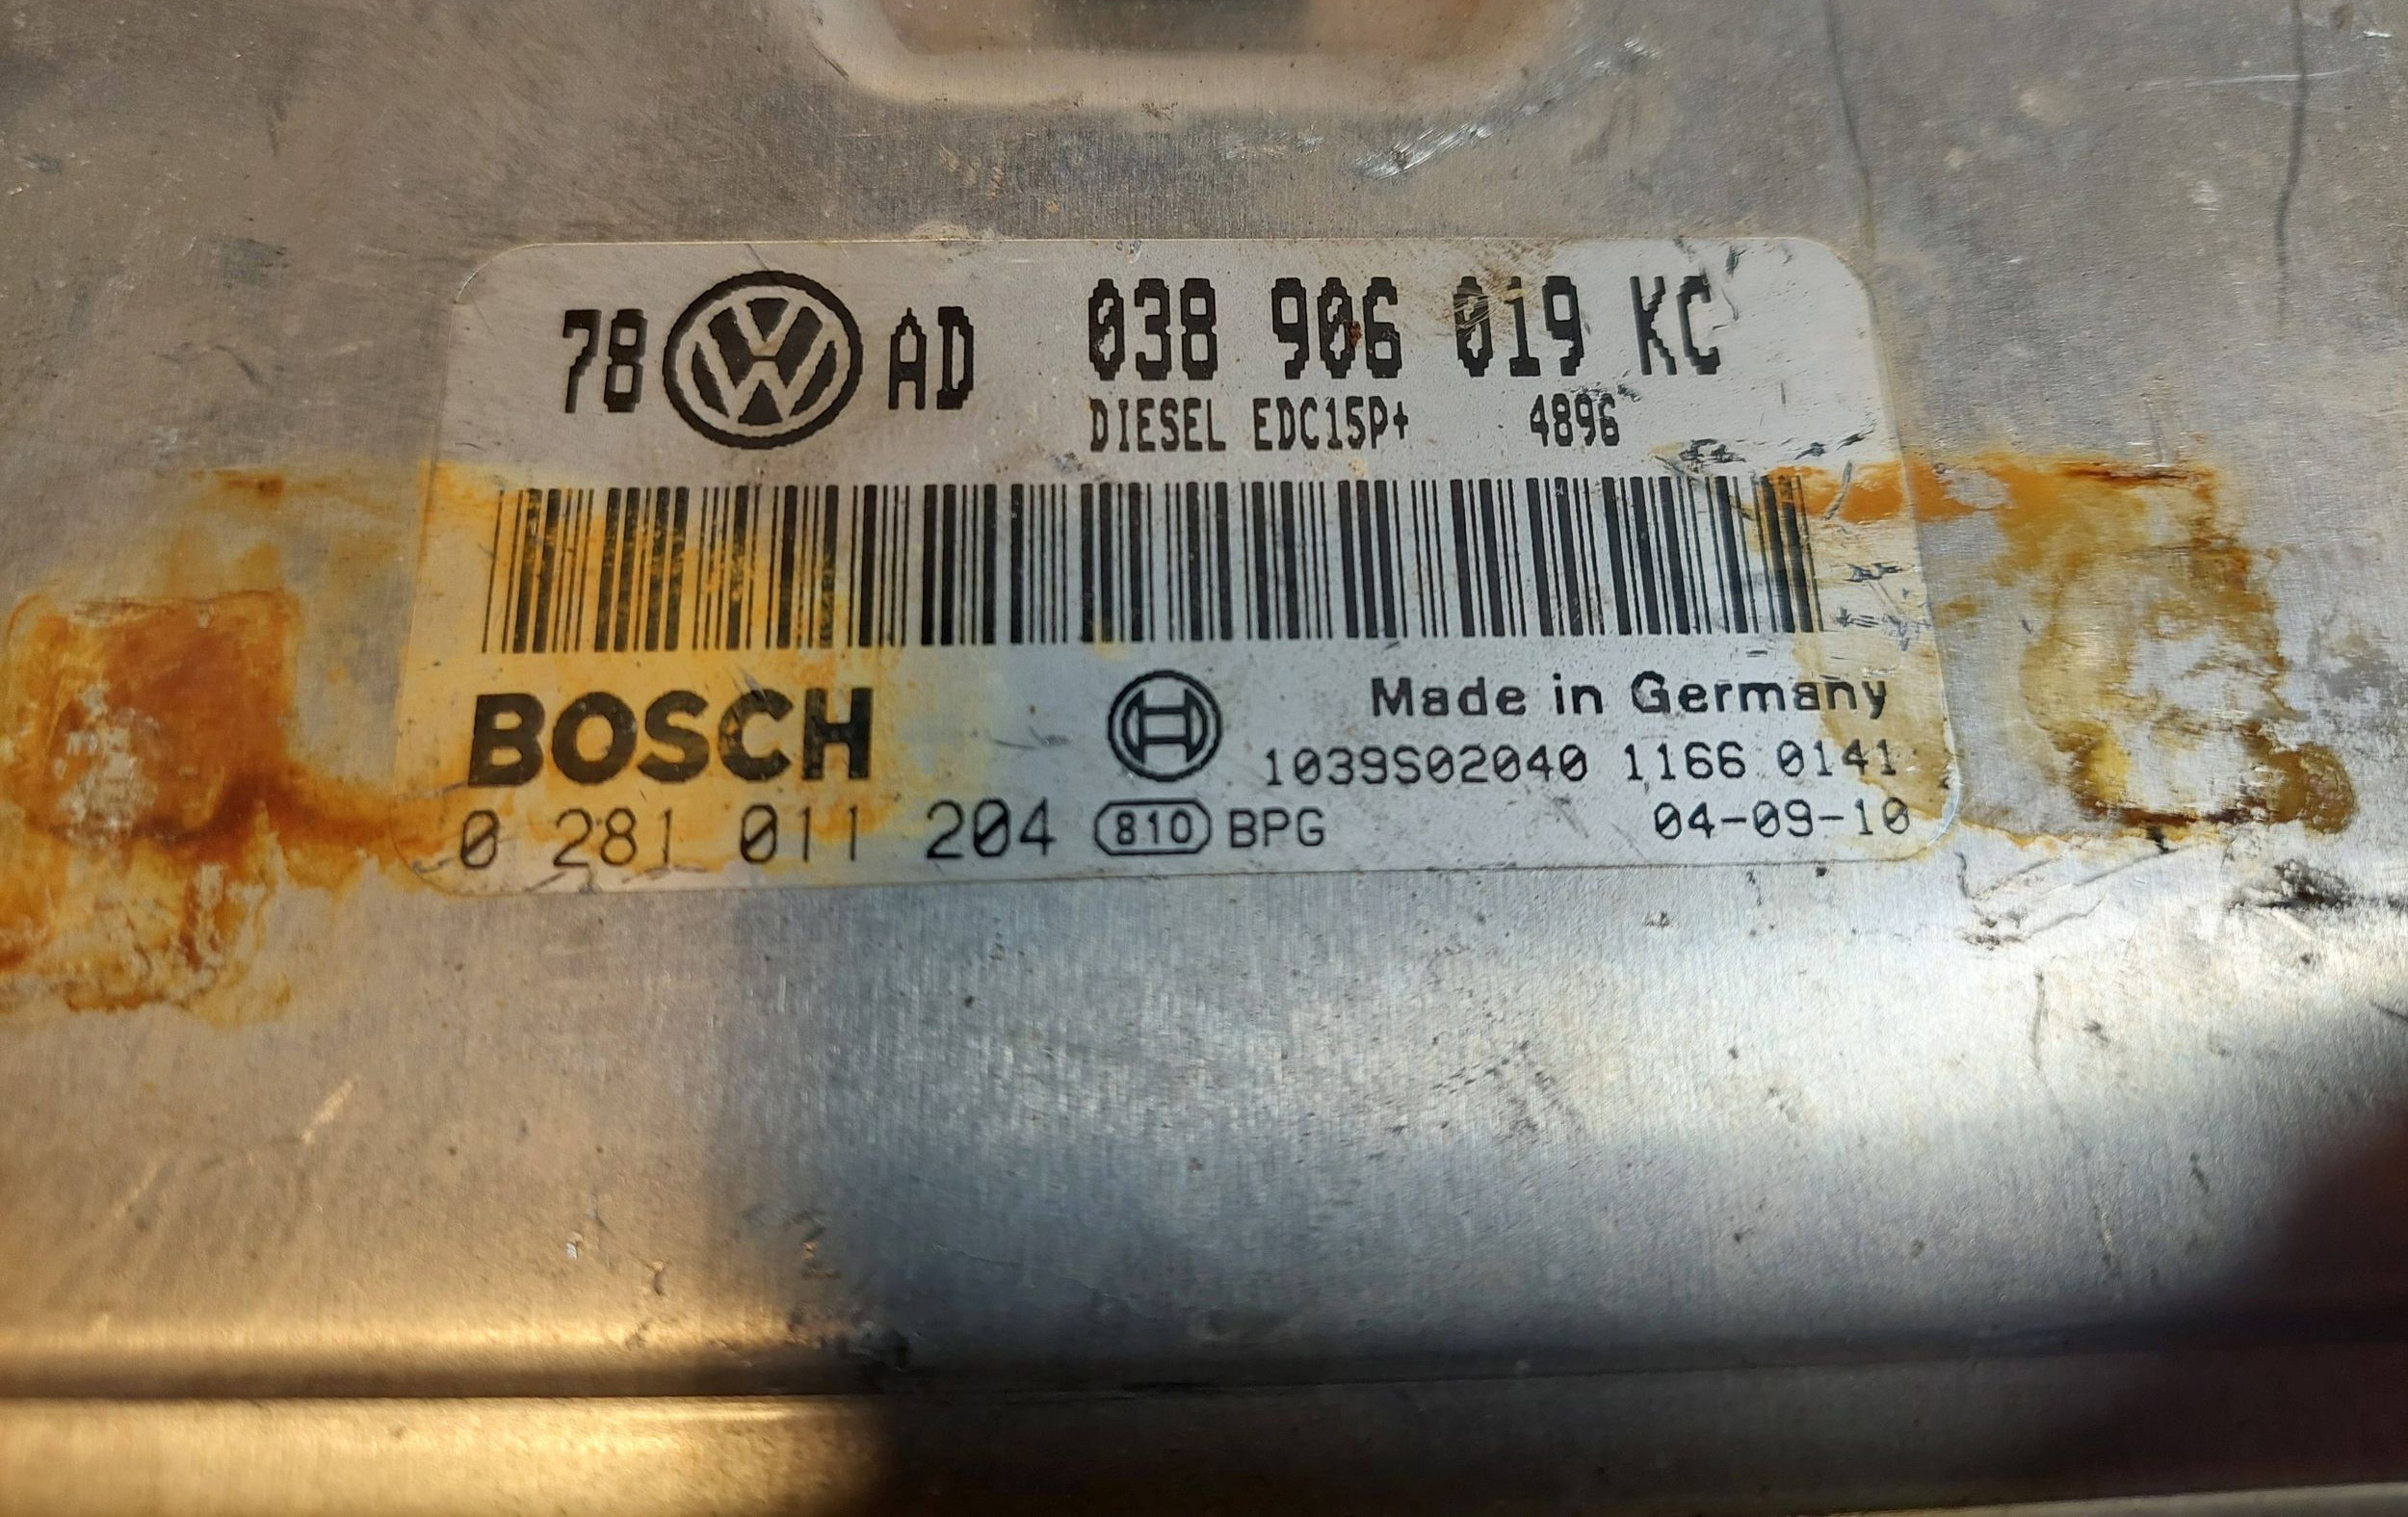 78 VW AD 038 906 019 KC
DIESEL EDC15P+ 4896
BOSCH Made in Germany
1039S02040 1166 0141
0 281 011 204 810 BPG 04-09-10